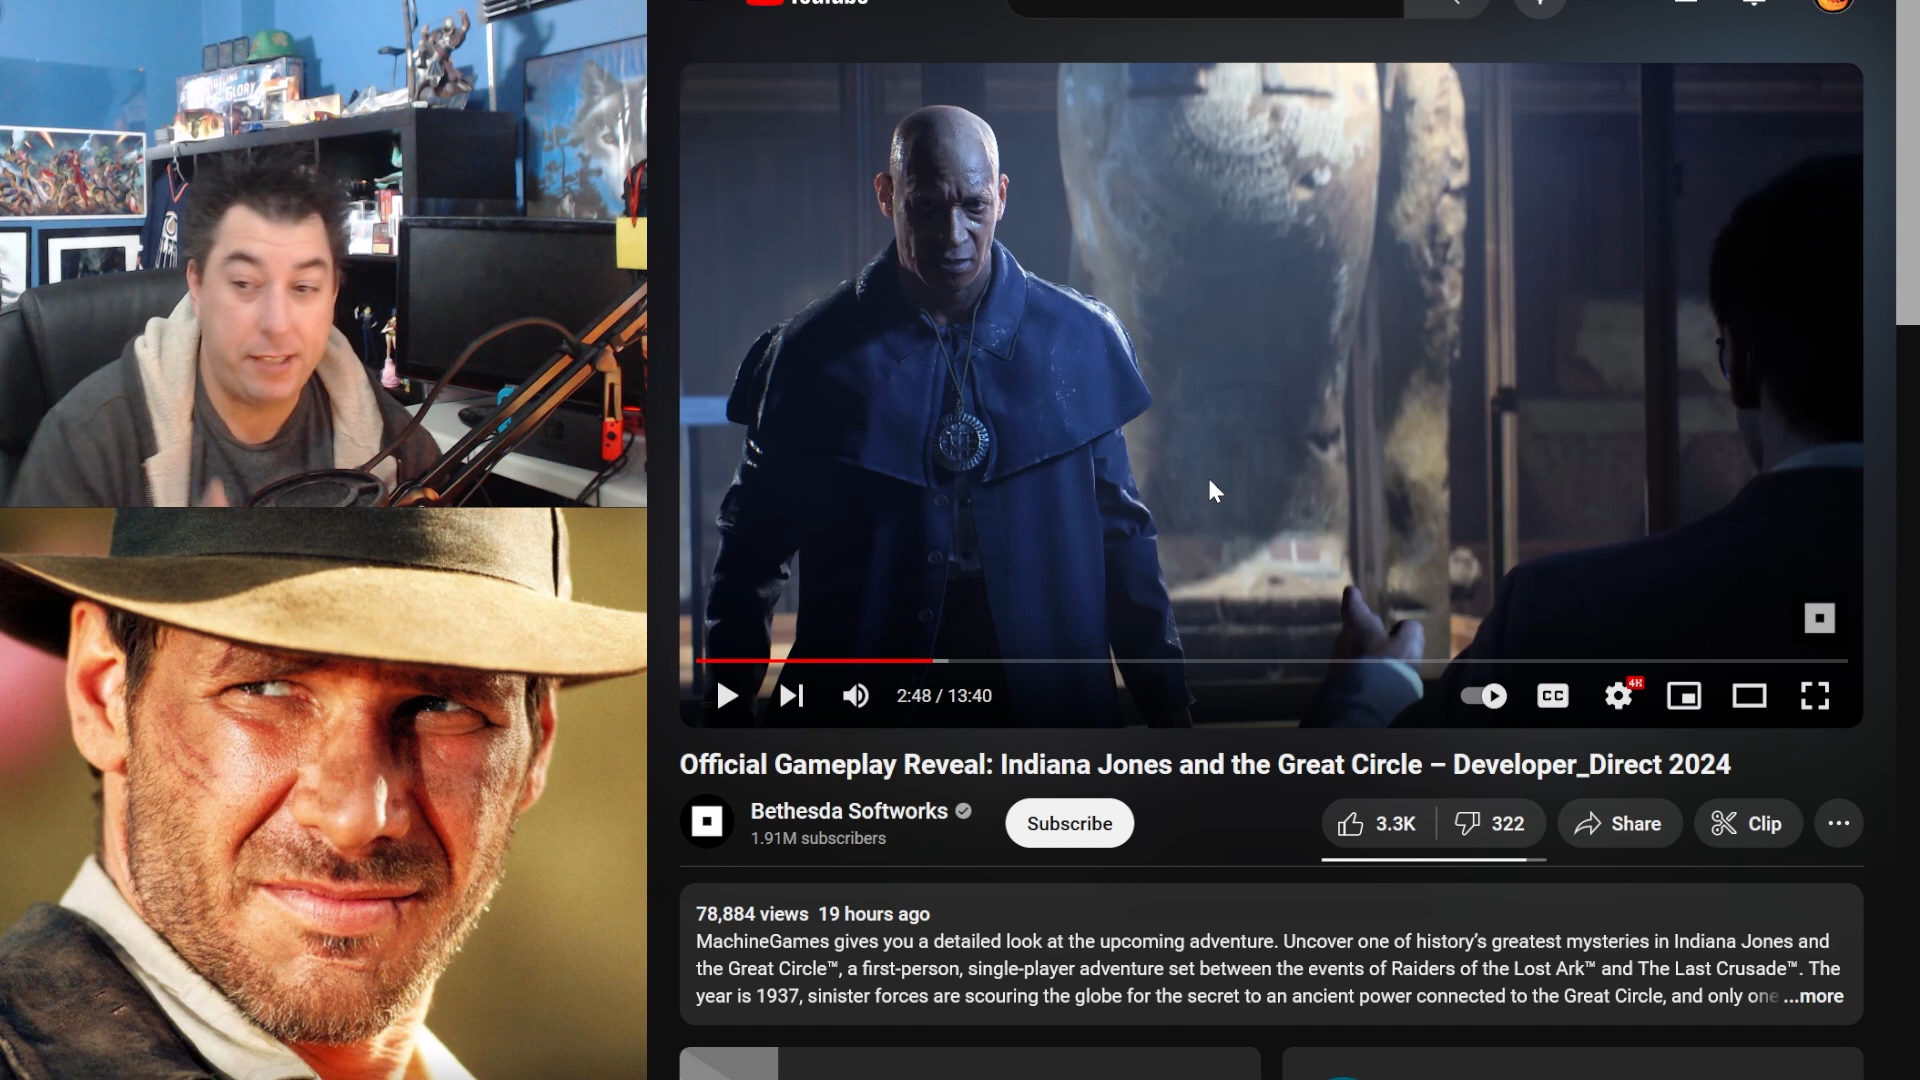 YouTube
GLORY
2:48 / 13:40
CC
4K
Official Gameplay Reveal: Indiana Jones and the Great Circle – Developer_Direct 2024
Bethesda Softworks
1.91M subscribers
Subscribe
3.3K
322
Share
Clip
78,884 views 19 hours ago
MachineGames gives you a detailed look at the upcoming adventure. Uncover one of history's greatest mysteries in Indiana Jones and
the Great Circle™, a first-person, single-player adventure set between the events of Raiders of the Lost Ark™ and The Last Crusade™. The
year is 1937, sinister forces are scouring the globe for the secret to an ancient power connected to the Great Circle, and only one ...more